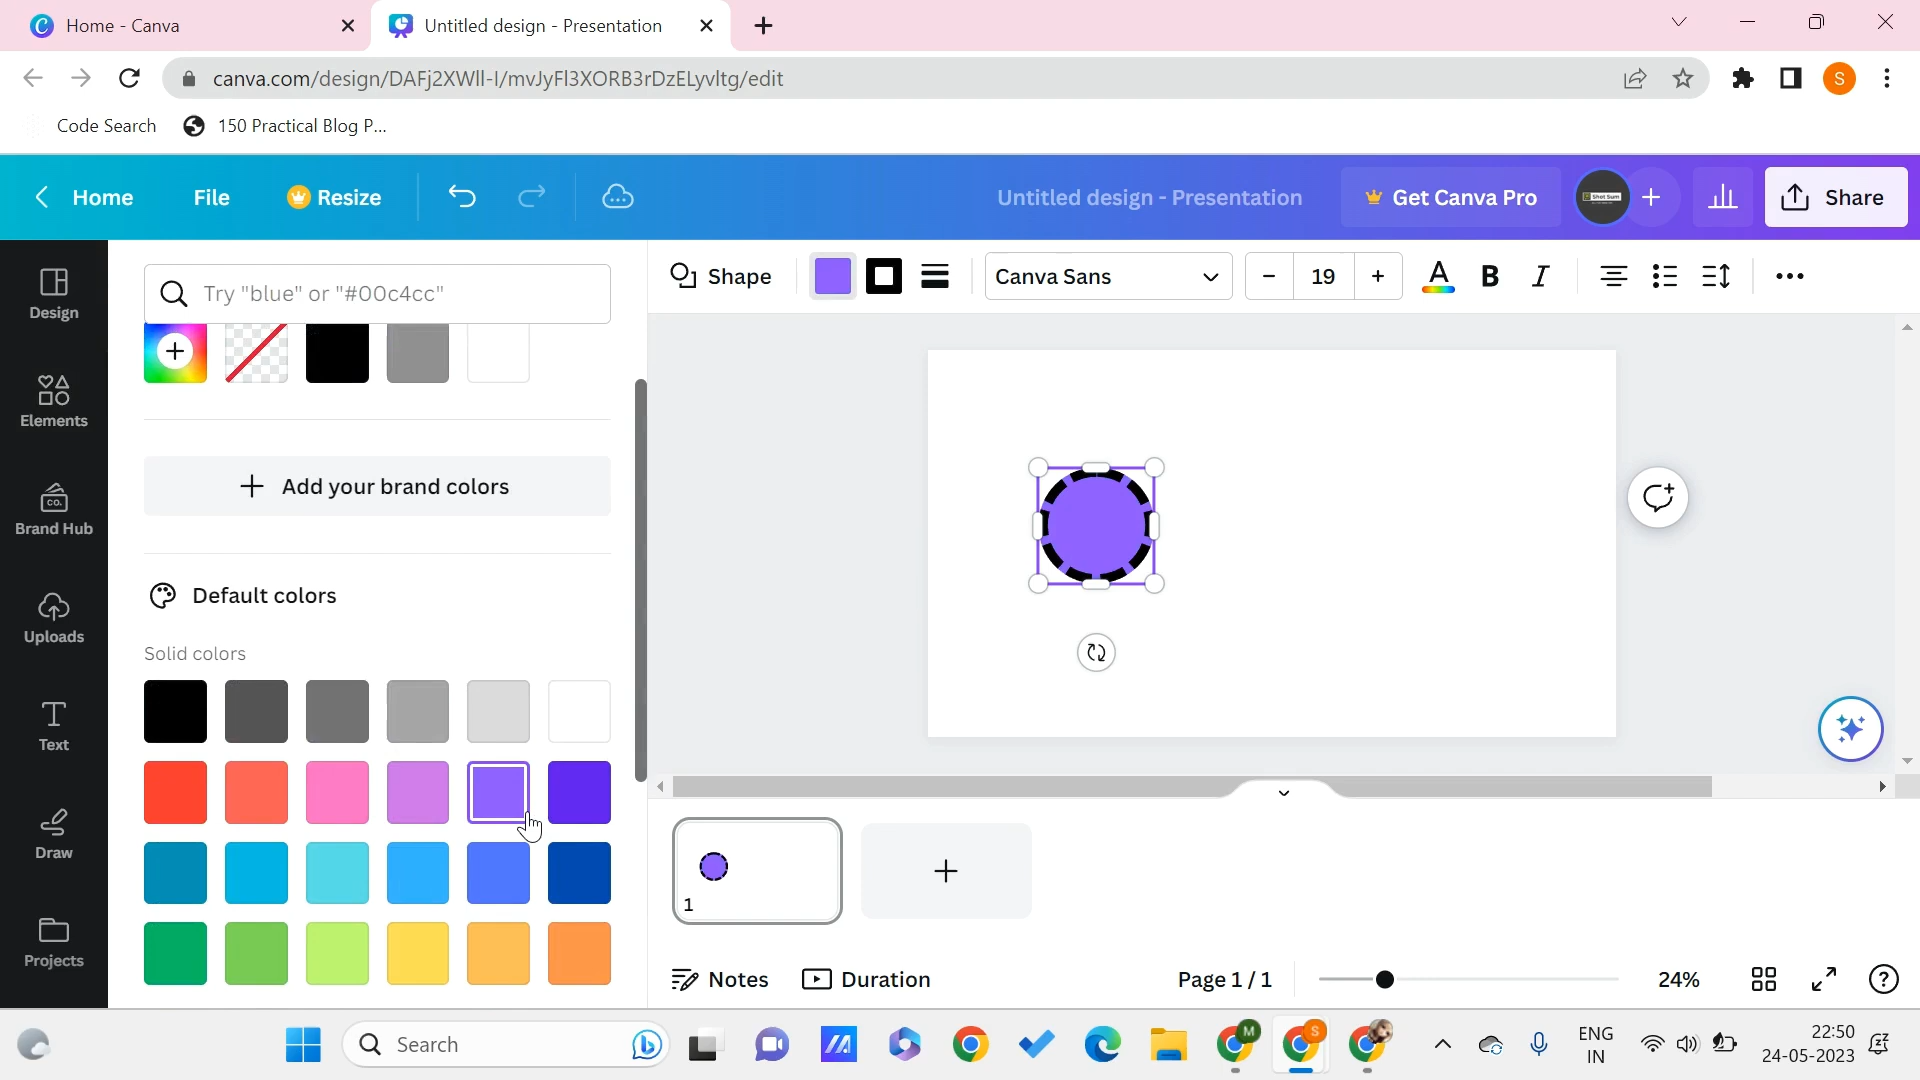 Home - Canva
Untitled design - Presentation
canva.com/design/DAFj2XWll-I/mvJyFl3XORB3rDzELyvltg/edit
S
Code Search
150 Practical Blog P...
Home
File
Resize
Untitled design - Presentation
Get Canva Pro
Share
Design
Elements
Brand Hub
Uploads
Text
Draw
Projects
Try "blue" or "#00c4cc"
Add your brand colors
Default colors
Solid colors
Shape
Canva Sans
19
A
B
I
1
Notes
Duration
Page 1 / 1
24%
Search
M
S
ENG
IN
22:50
24-05-2023